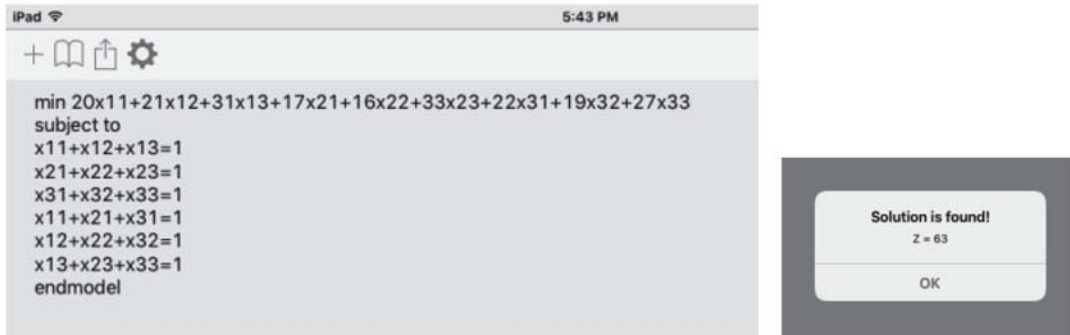 iPad 5:43 PM
min 20x11+21x12+31x13+17x21+16x22+33x23+22x31+19x32+27x33
subject to
x11+x12+x13=1
x21+x22+x23=1
x31+x32+x33=1
x11+x21+x31=1
x12+x22+x32=1
x13+x23+x33=1
endmodel
Solution is found!
Z = 63
OK